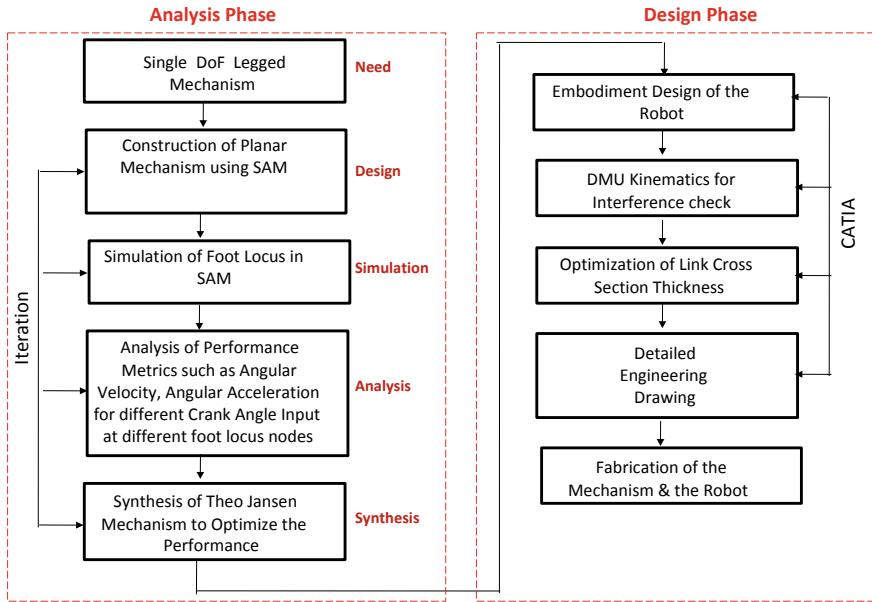 Analysis Phase
Single DoF Legged
Mechanism
Need
Construction of Planar
Mechanism using SAM
Design
Simulation of Foot Locus in
SAM
Simulation
Analysis of Performance
Metrics such as Angular
Velocity, Angular Acceleration
for different Crank Angle Input
at different foot locus nodes
Analysis
Synthesis of Theo Jansen
Mechanism to Optimize the
Performance
Synthesis
Iteration
Design Phase
Embodiment Design of the
Robot
DMU Kinematics for
Interference check
Optimization of Link Cross
Section Thickness
Detailed
Engineering
Drawing
Fabrication of the
Mechanism & the Robot
CATIA